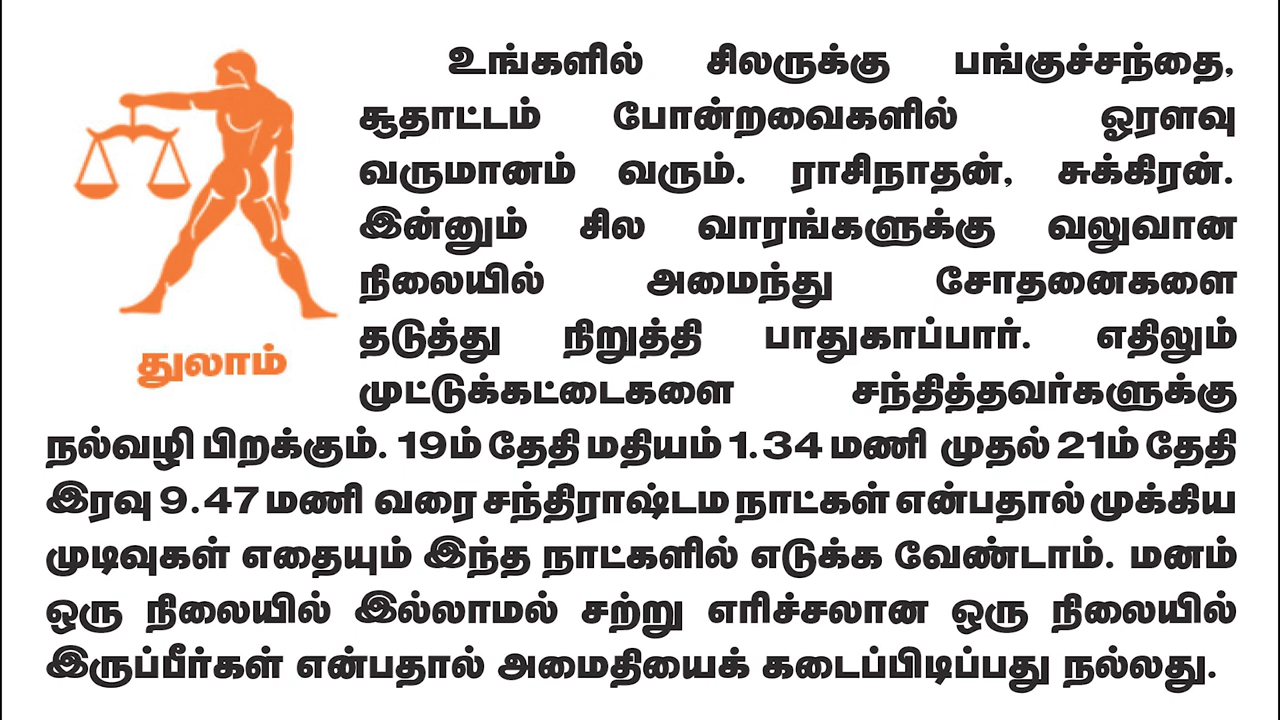 உங்களில் சிலருக்கு பங்குச்சந்தை,
சூதாட்டம் போன்றவைகளில் ஓரளவு
வருமானம் வரும். ராசிநாதன், சுக்கிரன்.
இன்னும் சில வாரங்களுக்கு வலுவான
நிலையில் அமைந்து சோதனைகளை
தடுத்து நிறுத்தி பாதுகாப்பார். எதிலும்
முட்டுக்கட்டைகளை சந்தித்தவர்களுக்கு
துலாம்
நல்வழி பிறக்கும். 19ம் தேதி மதியம் 1.34 மணி முதல் 21ம் தேதி
இரவு 9.47 மணி வரை சந்திராஷ்டம நாட்கள் என்பதால் முக்கிய
முடிவுகள் எதையும் இந்த நாட்களில் எடுக்க வேண்டாம். மனம்
ஒரு நிலையில் இல்லாமல் சற்று எரிச்சலான ஒரு நிலையில்
இருப்பீர்கள் என்பதால் அமைதியைக் கடைப்பிடிப்பது நல்லது.